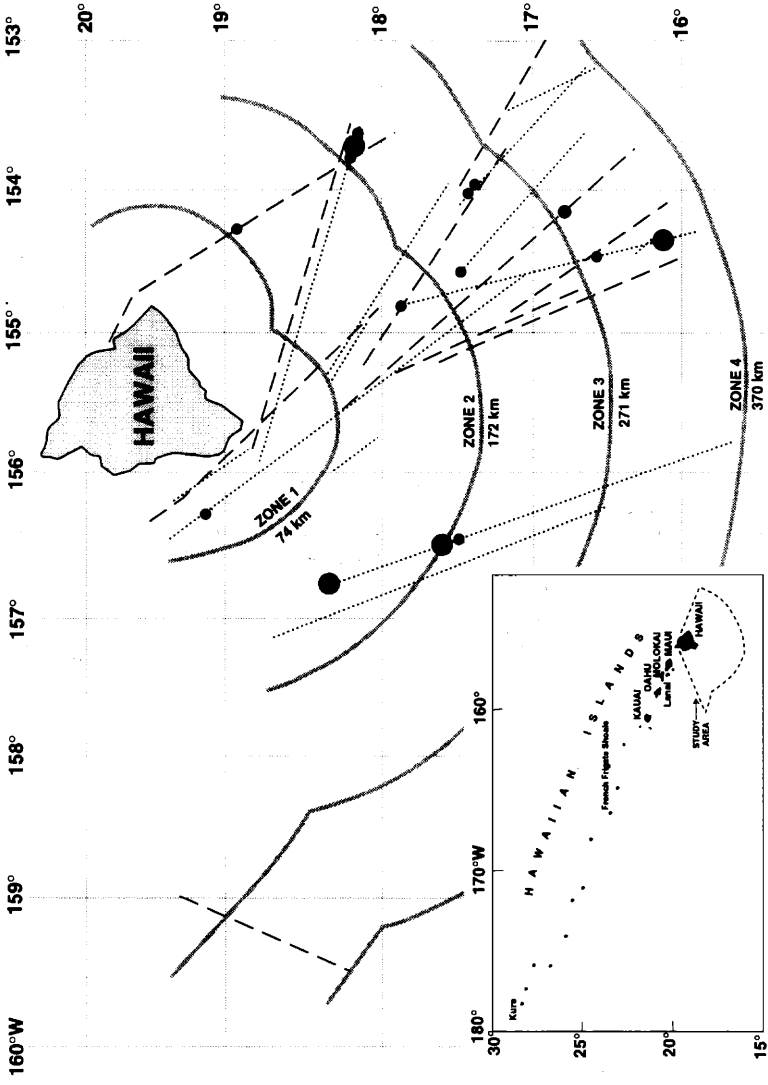 160°W
159°
158°
157°
156°
155°
154°
153°
20°
19°
18°
17°
16°
HAWAII
ZONE 1
74 km
ZONE 2
172 km
ZONE 3
271 km
ZONE 4
370 km
180°
170°W
160°
30°
25°
20°
15°
Kure
HAWAIIAN ISLANDS
French Frigate Shoals
KAUAI
OAHU
MOLOKAI
Lanai
MAUI
HAWAII
STUDY
AREA